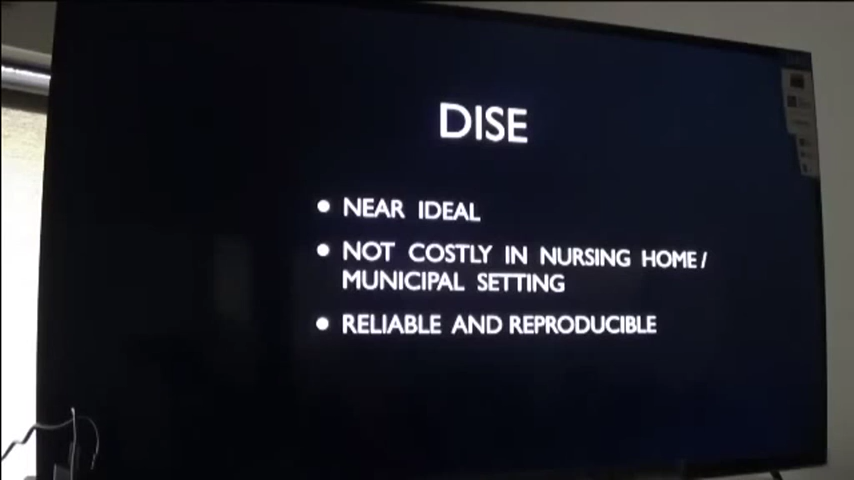 DISE
• NEAR IDEAL
• NOT COSTLY IN NURSING HOME/
MUNICIPAL SETTING
• RELIABLE AND REPRODUCIBLE